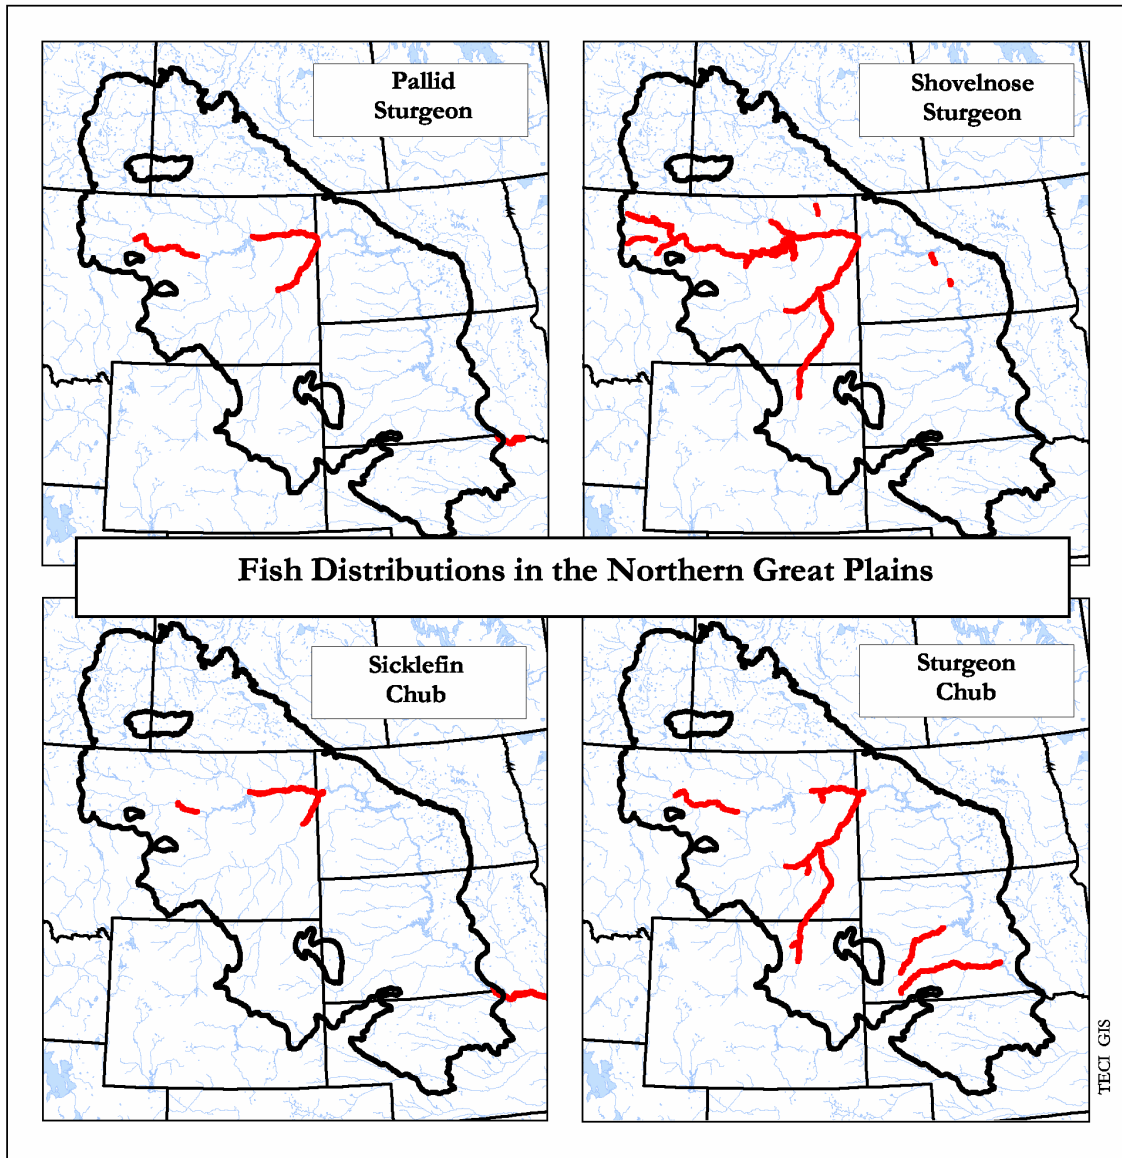 Pallid
Sturgeon
Shovelnose
Sturgeon
Fish Distributions in the Northern Great Plains
Sicklefin
Chub
Sturgeon
Chub
TECI GIS